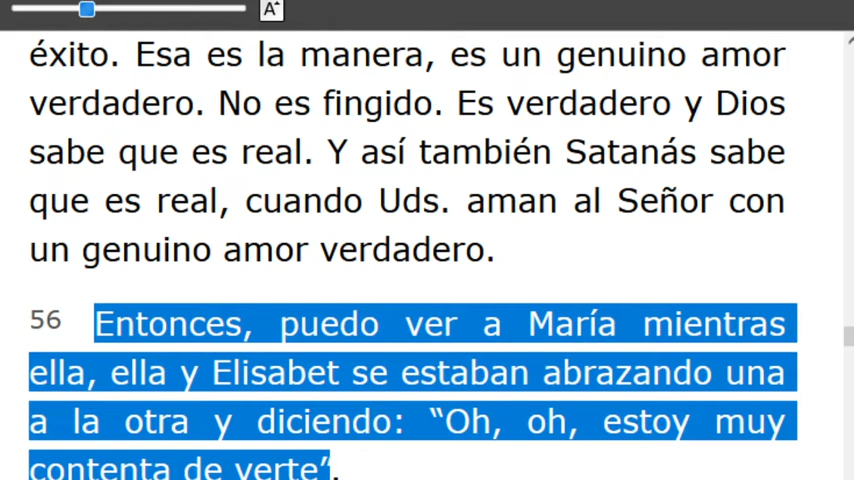 A
éxito. Esa es la manera, es un genuino amor
verdadero. No es fingido. Es verdadero y Dios
sabe que es real. Y así también Satanás sabe
que es real, cuando Uds. aman al Señor con
un genuino amor verdadero.
56 Entonces, puedo ver a María mientras
ella, ella y Elisabet se estaban abrazando una
a la otra y diciendo: “Oh, oh, estoy muy
contenta de verte”.